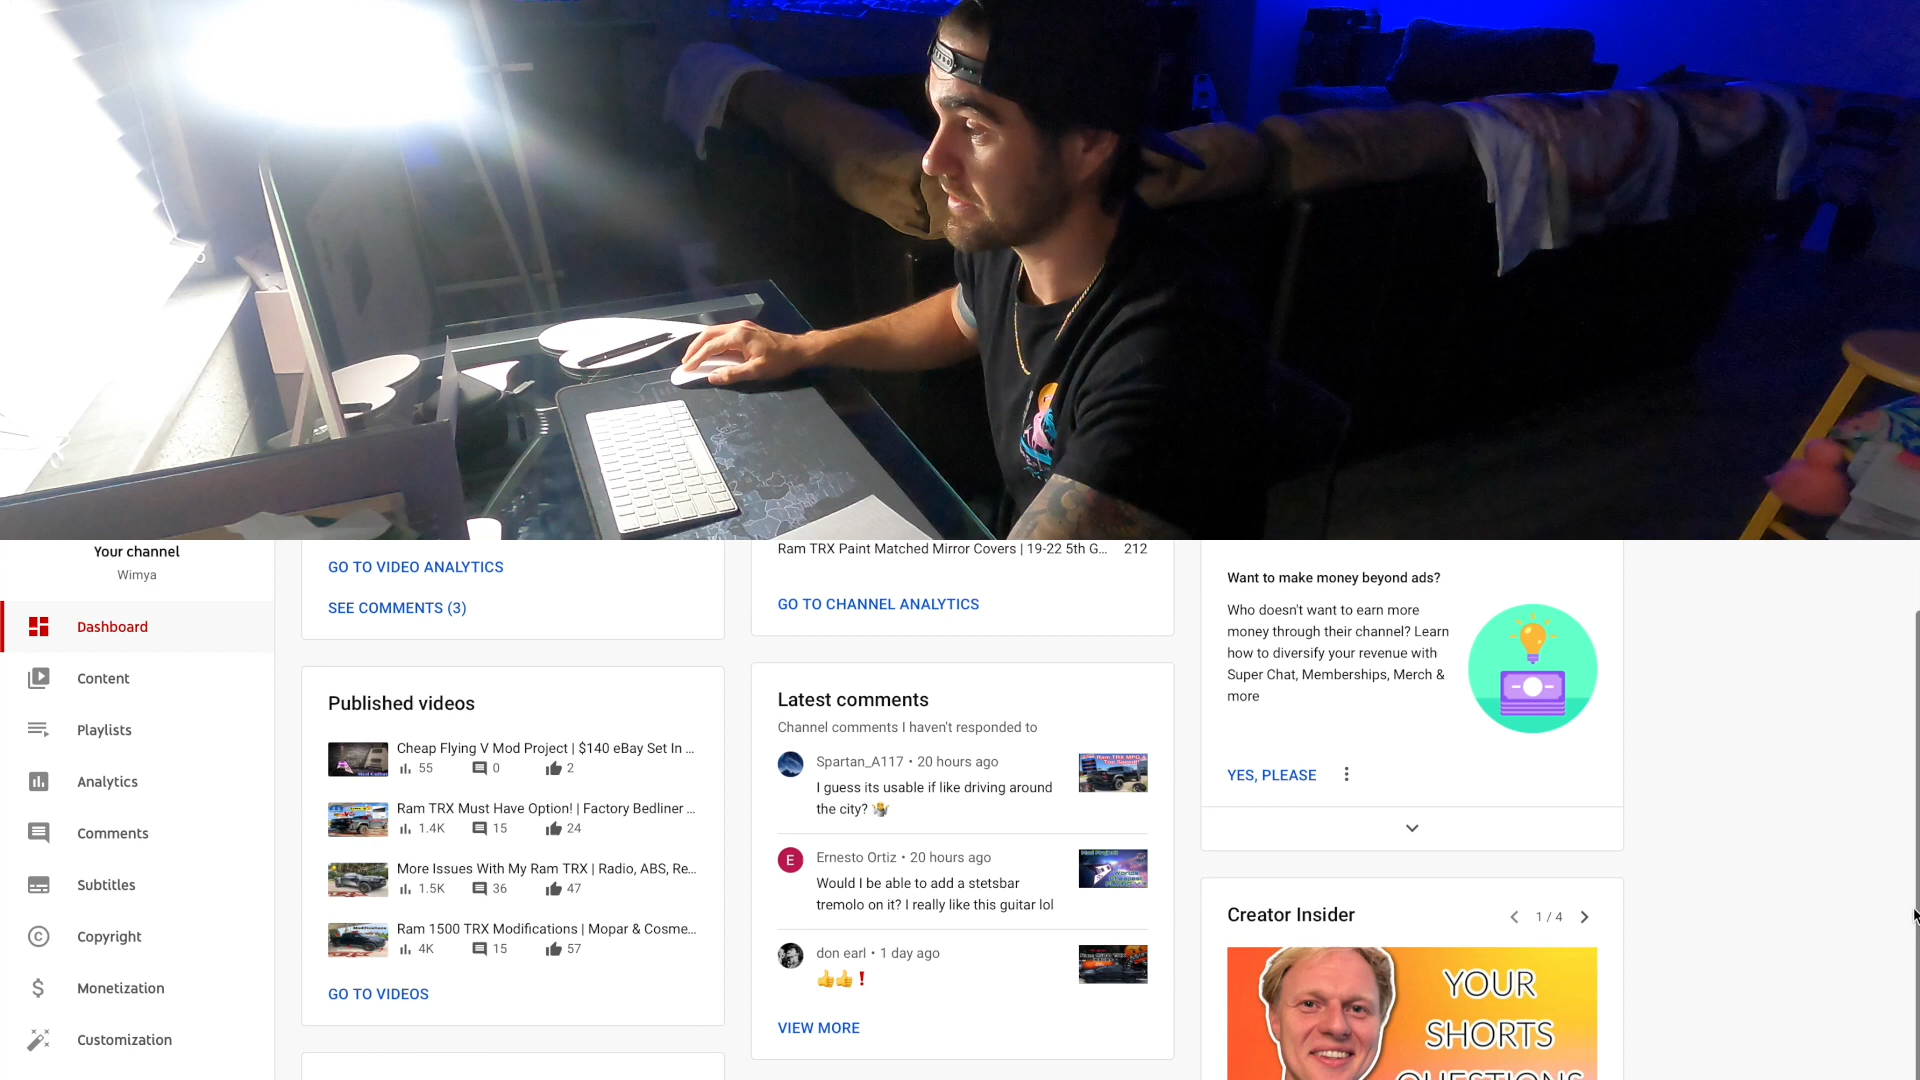 Your channel
Wimya
Dashboard
Content
Playlists
Analytics
Comments
Subtitles
Copyright
Monetization
Customization
GO TO VIDEO ANALYTICS
SEE COMMENTS (3)
Published videos
Cheap Flying V Mod Project | $140 eBay Set In ...
55 0 2
Ram TRX Must Have Option! | Factory Bedliner ...
1.4K 15 24
More Issues With My Ram TRX | Radio, ABS, Re...
1.5K 36 47
Ram 1500 TRX Modifications | Mopar & Cosme...
4K 15 57
GO TO VIDEOS
Ram TRX Paint Matched Mirror Covers | 19-22 5th G... 212
GO TO CHANNEL ANALYTICS
Latest comments
Channel comments I haven't responded to
Spartan_A117 • 20 hours ago
I guess its usable if like driving around
the city? 🤷
E
Ernesto Ortiz • 20 hours ago
Would I be able to add a stetsbar
tremolo on it? I really like this guitar lol
don earl • 1 day ago
👍👍❗
VIEW MORE
Want to make money beyond ads?
Who doesn't want to earn more
money through their channel? Learn
how to diversify your revenue with
Super Chat, Memberships, Merch &
more
YES, PLEASE
Creator Insider
1 / 4
YOUR
SHORTS
QUESTIONS